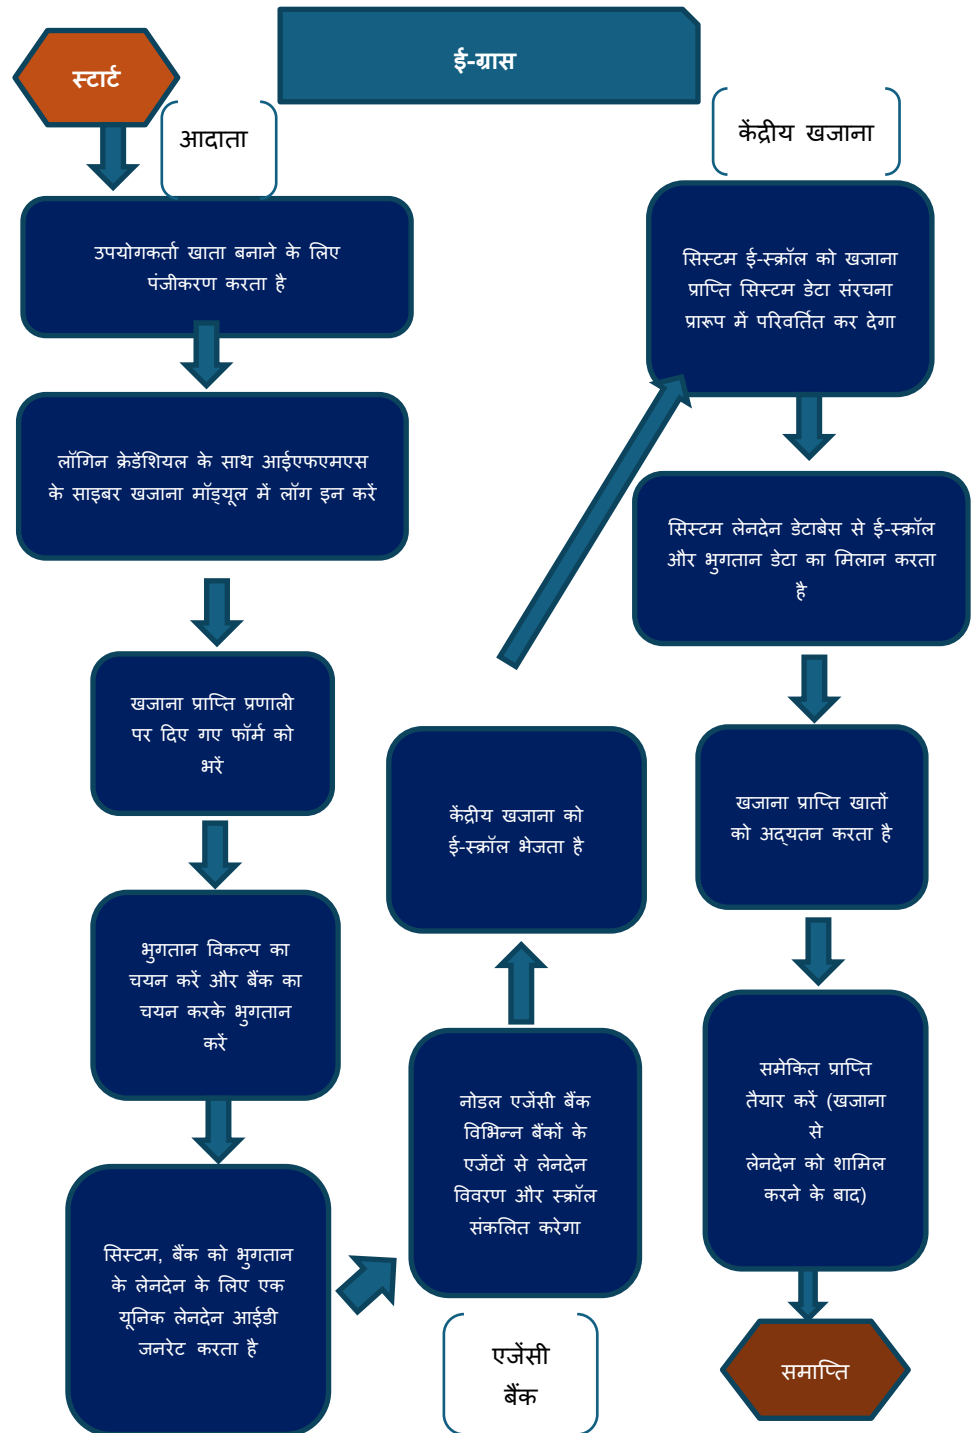 ई-ग्रास
स्टार्ट
आदाता
उपयोगकर्ता खाता बनाने के लिए
पंजीकरण करता है
लॉगिन क्रेडेंशियल के साथ आईएफएमएस
के साइबर खजाना मॉड्यूल में लॉग इन करें
खजाना प्राप्ति प्रणाली
पर दिए गए फॉर्म को
भरें
भुगतान विकल्प का
चयन करें और बैंक का
चयन करके भुगतान
करें
सिस्टम, बैंक को भुगतान
के लेनदेन के लिए एक
यूनिक लेनदेन आईडी
जनरेट करता है
एजेंसी
बैंक
नोडल एजेंसी बैंक
विभिन्न बैंकों के
एजेंटों से लेनदेन
विवरण और स्क्रॉल
संकलित करेगा
केंद्रीय खजाना को
ई-स्क्रॉल भेजता है
केंद्रीय खजाना
सिस्टम ई-स्क्रॉल को खजाना
प्राप्ति सिस्टम डेटा संरचना
प्रारूप में परिवर्तित कर देगा
सिस्टम लेनदेन डेटाबेस से ई-स्क्रॉल
और भुगतान डेटा का मिलान करता
है
खजाना प्राप्ति खातों
को अद्यतन करता है
समेकित प्राप्ति
तैयार करें (खजाना
से
लेनदेन को शामिल
करने के बाद)
समाप्ति